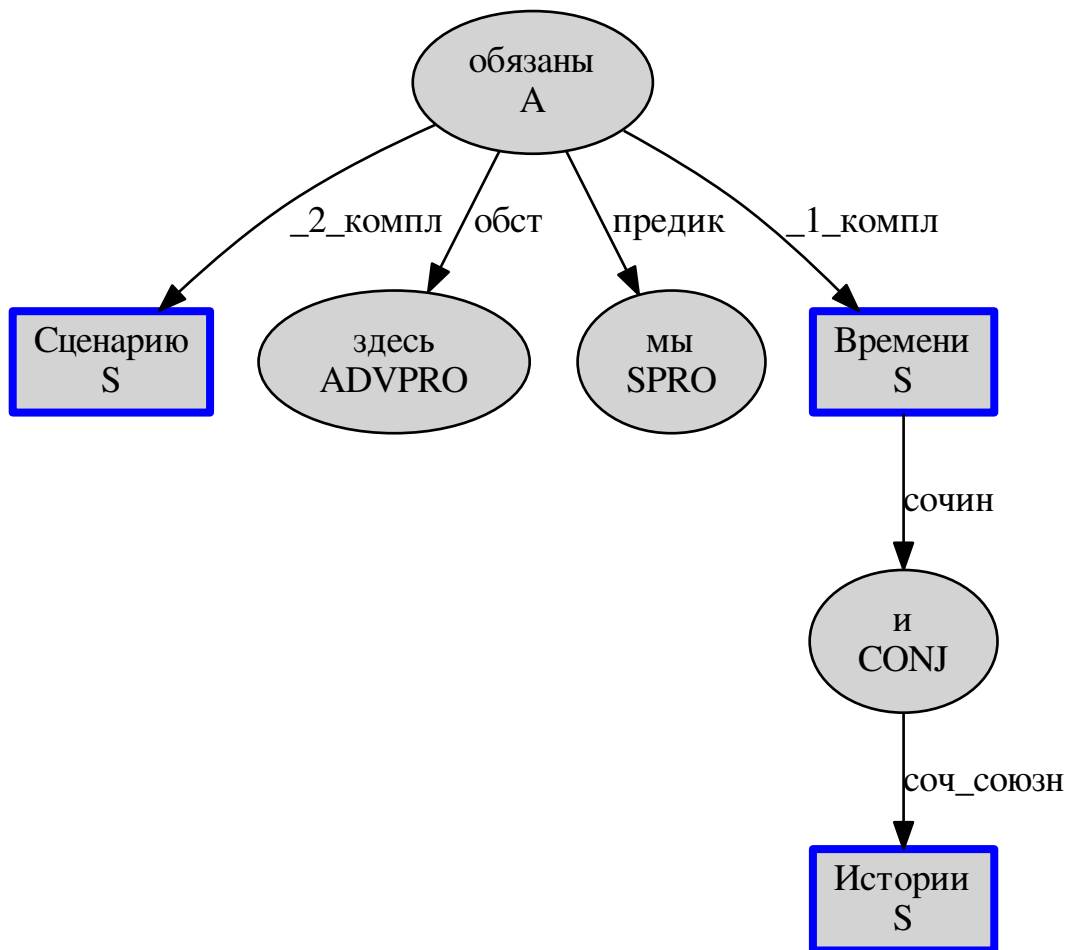 обязаны
A
_2_компл
обст
предик
_1_компл
Сценарию
S
здесь
ADVPRO
мы
SPRO
Времени
S
сочин
и
CONJ
соч_союзн
Истории
S